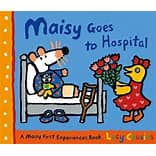 Maisy Goes
to Hospital
A Maisy First Experiences Book
Lucy Cousins